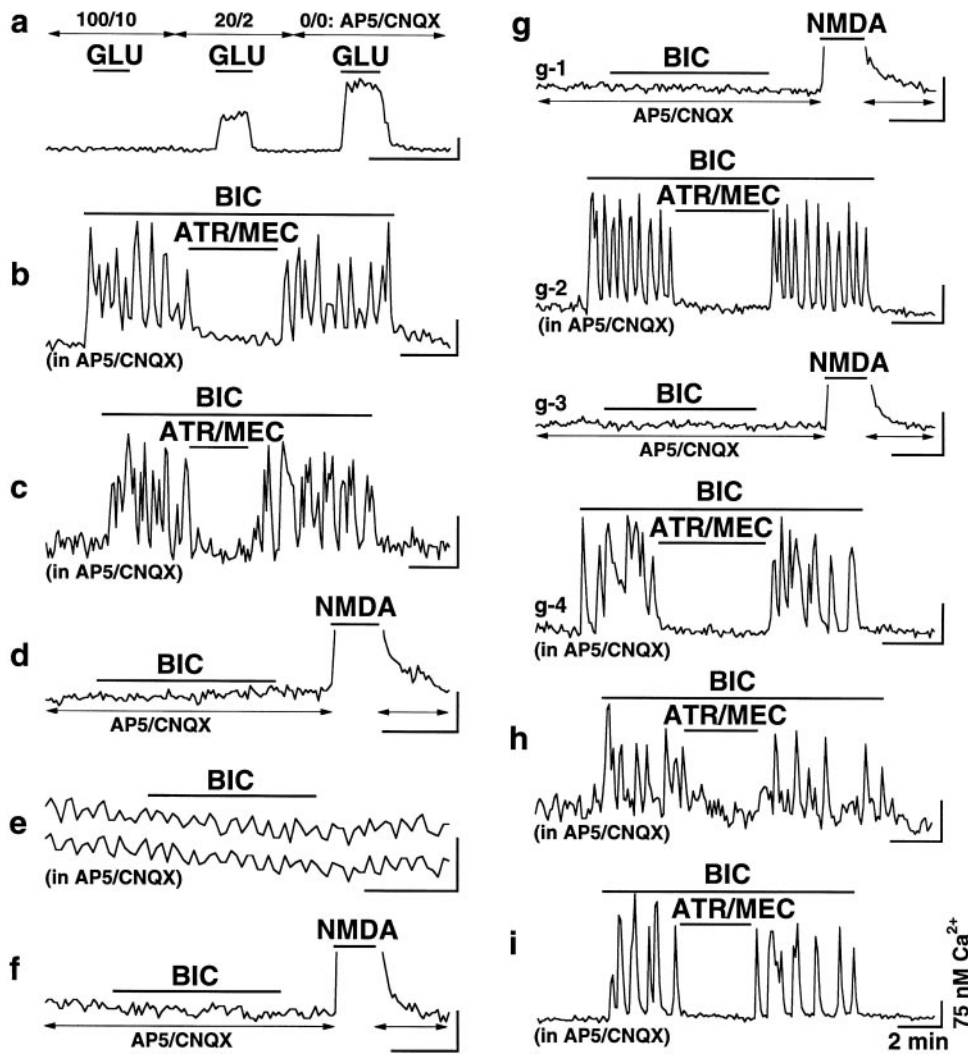 a
100/10 20/2 0/0: AP5/CNQX
GLU GLU GLU
b
BIC
ATR/MEC
(in AP5/CNQX)
c
BIC
ATR/MEC
(in AP5/CNQX)
d
NMDA
BIC
AP5/CNQX
e
BIC
(in AP5/CNQX)
f
NMDA
BIC
AP5/CNQX
g
NMDA
g-1
BIC
AP5/CNQX
BIC
ATR/MEC
g-2
(in AP5/CNQX)
NMDA
g-3
BIC
AP5/CNQX
BIC
ATR/MEC
g-4
(in AP5/CNQX)
h
BIC
ATR/MEC
(in AP5/CNQX)
i
BIC
ATR/MEC
(in AP5/CNQX)
2 min
75 nM Ca²⁺